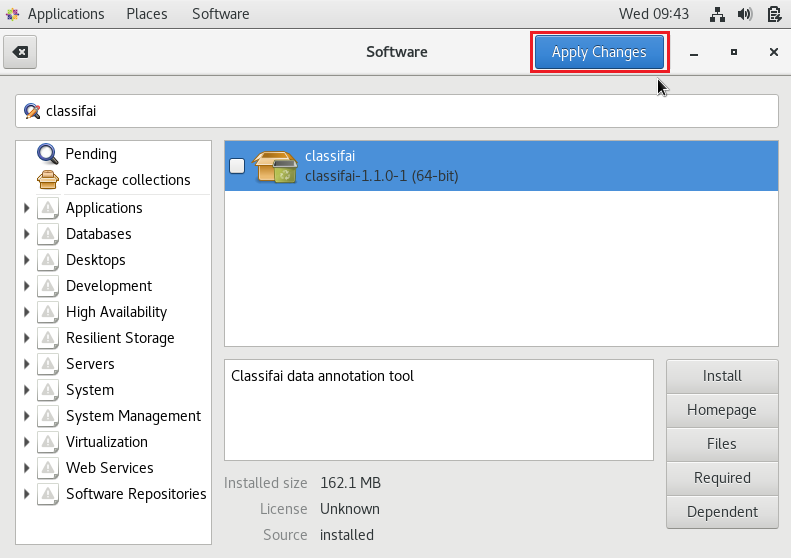 Applications Places Software Wed 09:43
Software
Apply Changes
classifai
Pending
Package collections
Applications
Databases
Desktops
Development
High Availability
Resilient Storage
Servers
System
System Management
Virtualization
Web Services
Software Repositories
classifai
classifai-1.1.0-1 (64-bit)
Classifai data annotation tool
Installed size 162.1 MB
License Unknown
Source installed
Install
Homepage
Files
Required
Dependent